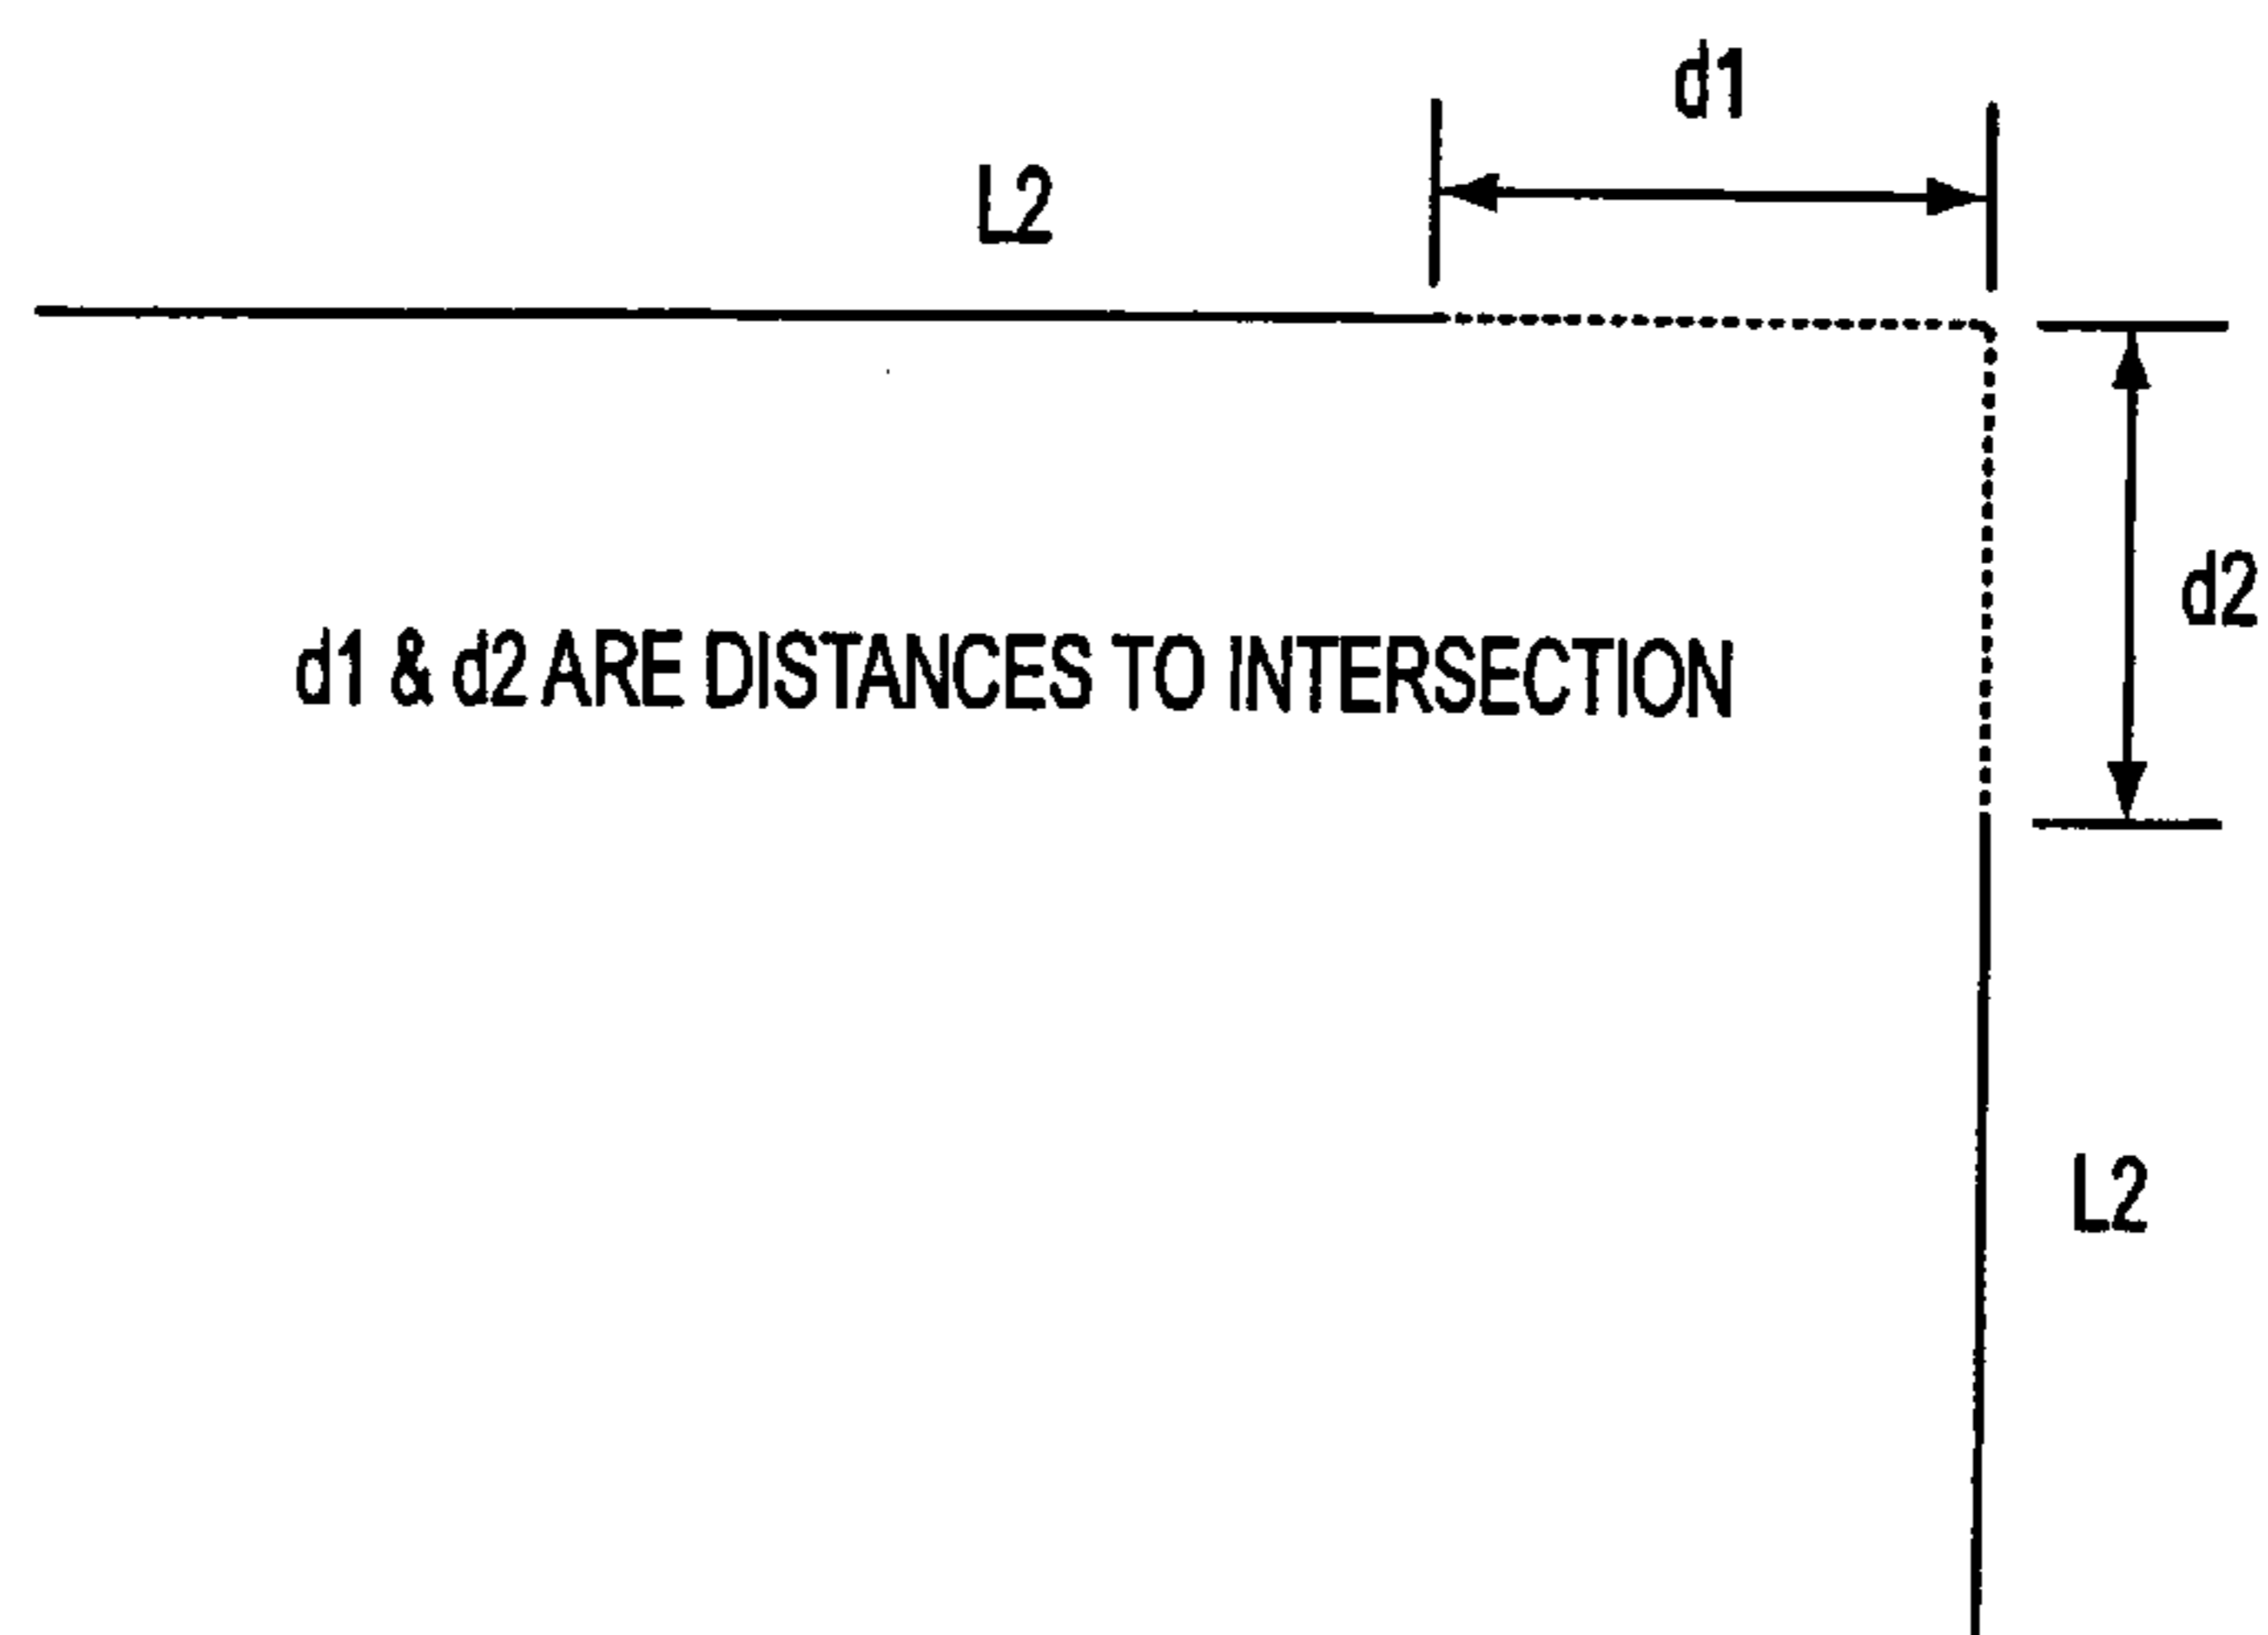 d1
L2
d2
d1 & d2 ARE DISTANCES TO INTERSECTION
L2